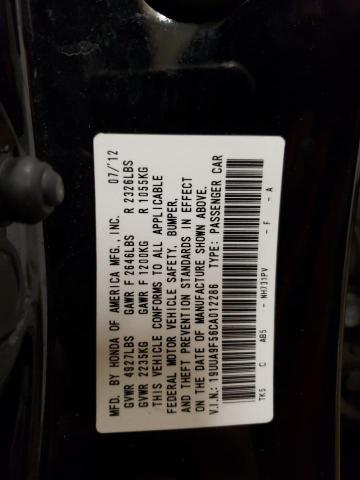 MFD. BY HONDA OF AMERICA MFG., INC. 07/12
GVWR 4927LBS GAWR F 2646LBS R 2326LBS
GVWR 2235KG GAWR F 1200KG R 1055KG
THIS VEHICLE CONFORMS TO ALL APPLICABLE
FEDERAL MOTOR VEHICLE SAFETY, BUMPER,
AND THEFT PREVENTION STANDARDS IN EFFECT
ON THE DATE OF MANUFACTURE SHOWN ABOVE.
V.I.N.: 19UUA9F56CA012286 TYPE: PASSENGER CAR
TK5 C AB5 - NH731PV - F - A